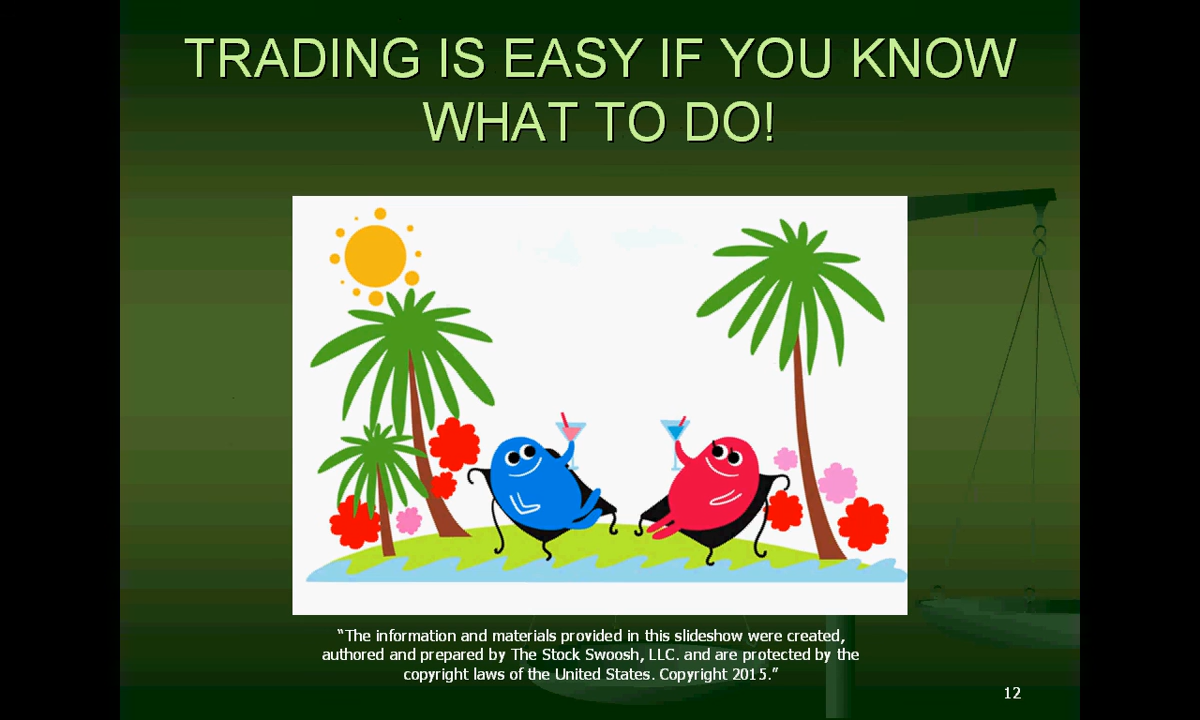 TRADING IS EASY IF YOU KNOW
WHAT TO DO!
“The information and materials provided in this slideshow were created,
authored and prepared by The Stock Swoosh, LLC. and are protected by the
copyright laws of the United States. Copyright 2015.”
12